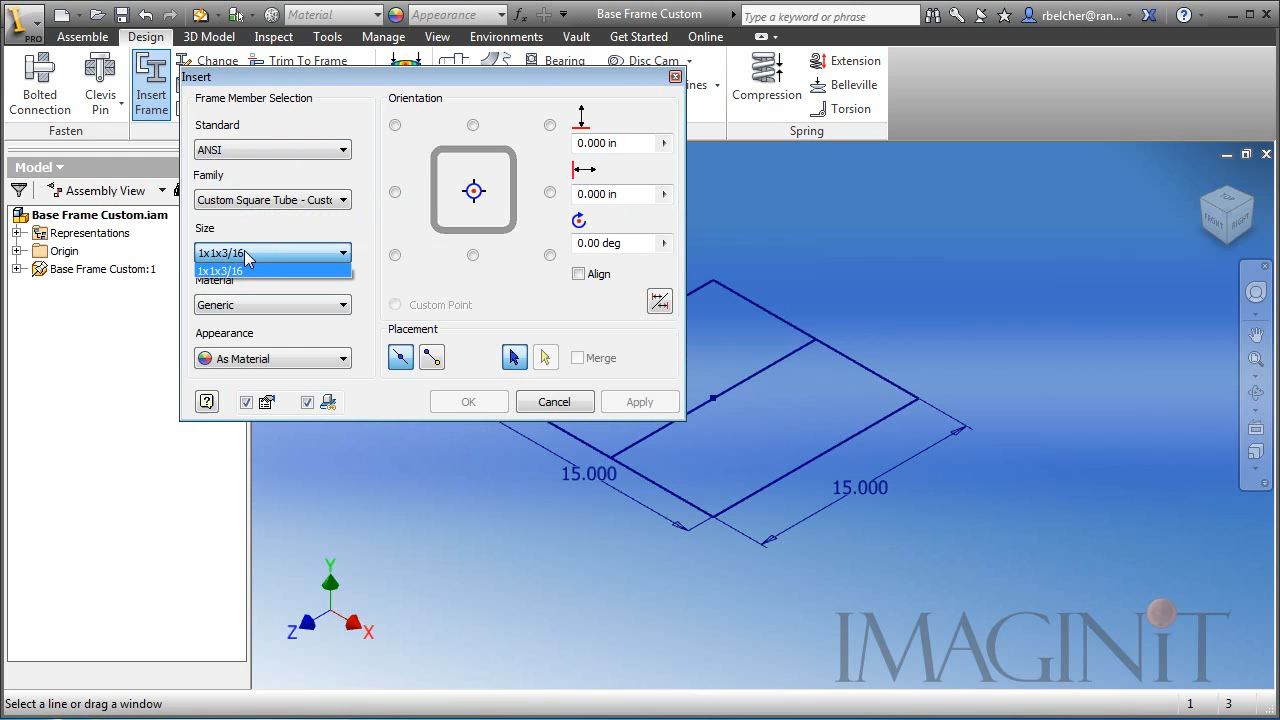 PRO
Material
Appearance
fx
Base Frame Custom
Type a keyword or phrase
rbelcher@ran...
Assemble Design 3D Model Inspect Tools Manage View Environments Vault Get Started Online
Bolted Connection
Clevis Pin
Insert Frame
Change
Trim To Frame
Bearing
Disc Cam
Compression
Extension
Belleville
Torsion
Fasten
Spring
Insert
Frame Member Selection
Standard
ANSI
Family
Custom Square Tube - Custo
Size
1x1x3/16
1x1x3/16
Material
Generic
Appearance
As Material
Orientation
0.000 in
0.000 in
0.00 deg
Align
Custom Point
Placement
Merge
OK
Cancel
Apply
Model
Assembly View
Base Frame Custom.iam
Representations
Origin
Base Frame Custom:1
FRONT
RIGHT
15.000
15.000
Y
Z
X
IMAGINiT
Select a line or drag a window
1
3